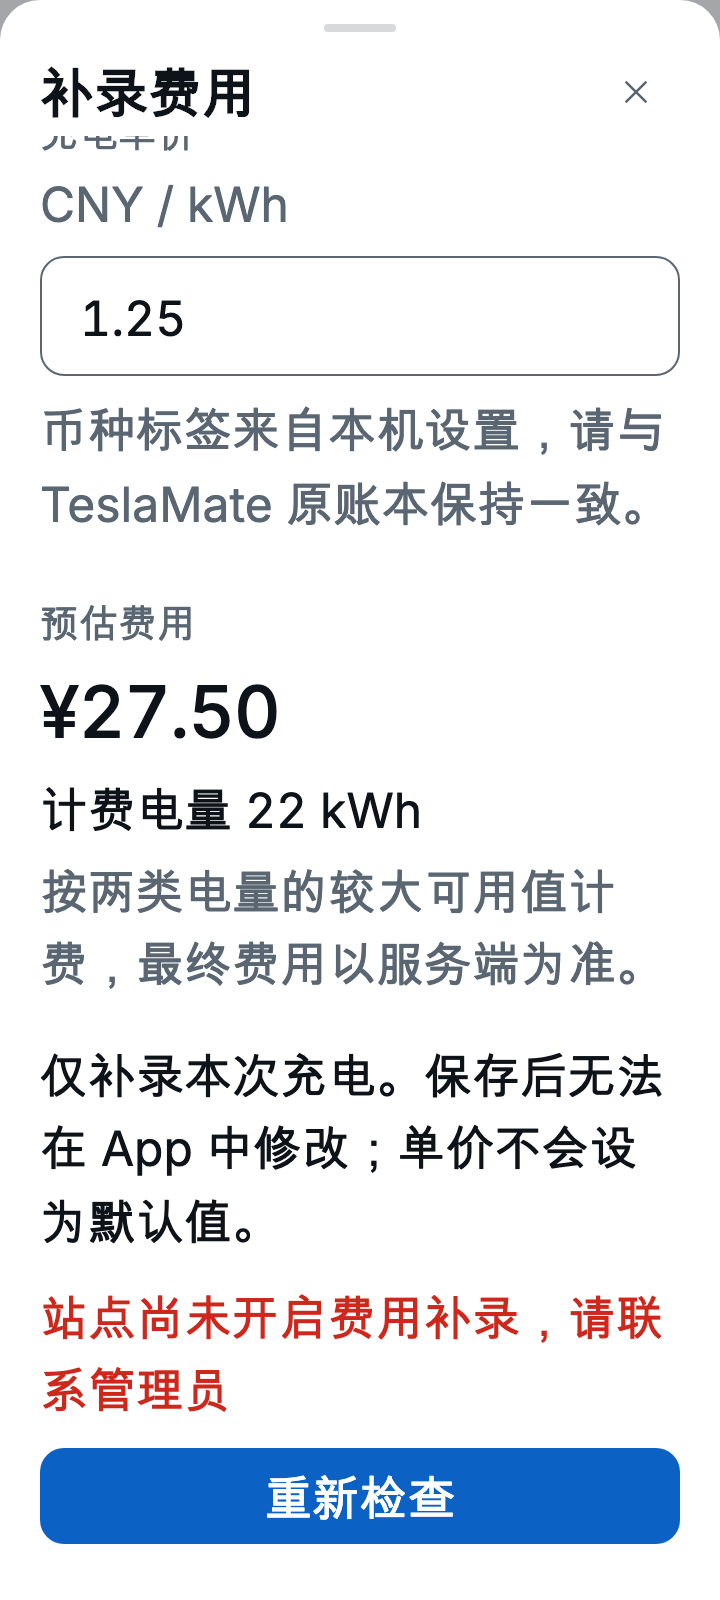 补录费用
充电单价
CNY / kWh
1.25
币种标签来自本机设置，请与
TeslaMate 原账本保持一致。
预估费用
¥27.50
计费电量 22 kWh
按两类电量的较大可用值计
费，最终费用以服务端为准。
仅补录本次充电。保存后无法
在 App 中修改；单价不会设
为默认值。
站点尚未开启费用补录，请联
系管理员
重新检查